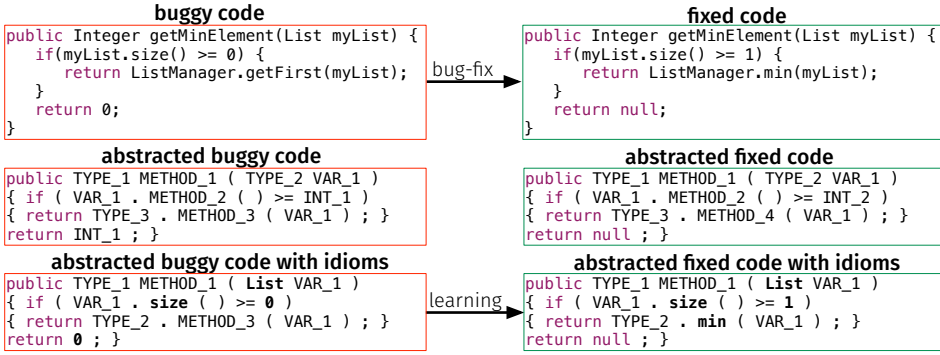 buggy code
public Integer getMinElement(List myList) {
if(myList.size() >= 0) {
return ListManager.getFirst(myList);
}
return 0;
}
bug-fix
fixed code
public Integer getMinElement(List myList) {
if(myList.size() >= 1) {
return ListManager.min(myList);
}
return null;
}
abstracted buggy code
public TYPE_1 METHOD_1 ( TYPE_2 VAR_1 )
{ if ( VAR_1 . METHOD_2 ( ) >= INT_1 )
{ return TYPE_3 . METHOD_3 ( VAR_1 ) ; }
return INT_1 ; }
abstracted fixed code
public TYPE_1 METHOD_1 ( TYPE_2 VAR_1 )
{ if ( VAR_1 . METHOD_2 ( ) >= INT_2 )
{ return TYPE_3 . METHOD_4 ( VAR_1 ) ; }
return null ; }
abstracted buggy code with idioms
public TYPE_1 METHOD_1 ( List VAR_1 )
{ if ( VAR_1 . size ( ) >= 0 )
{ return TYPE_2 . METHOD_3 ( VAR_1 ) ; }
return 0 ; }
learning
abstracted fixed code with idioms
public TYPE_1 METHOD_1 ( List VAR_1 )
{ if ( VAR_1 . size ( ) >= 1 )
{ return TYPE_2 . min ( VAR_1 ) ; }
return null ; }